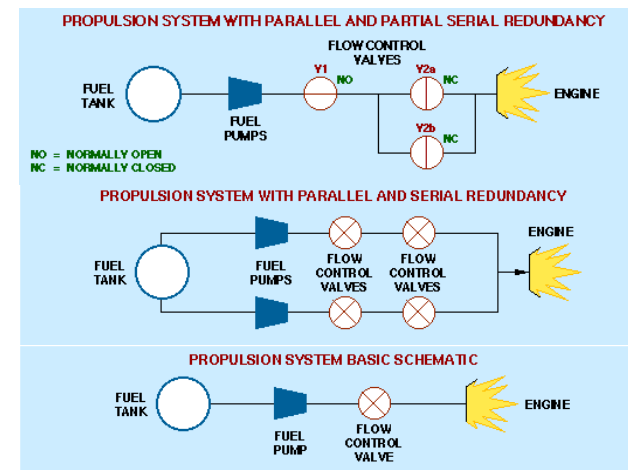 PROPULSION SYSTEM WITH PARALLEL AND PARTIAL SERIAL REDUNDANCY
FLOW CONTROL
VALVES
FUEL
TANK
FUEL
PUMPS
Y1
NO
Y2a
NC
Y2b
NC
ENGINE
NO = NORMALLY OPEN
NC = NORMALLY CLOSED
PROPULSION SYSTEM WITH PARALLEL AND SERIAL REDUNDANCY
ENGINE
FUEL
TANK
FUEL
PUMPS
FLOW
CONTROL
VALVES
FLOW
CONTROL
VALVES
PROPULSION SYSTEM BASIC SCHEMATIC
FUEL
TANK
FUEL
PUMP
FLOW
CONTROL
VALVE
ENGINE